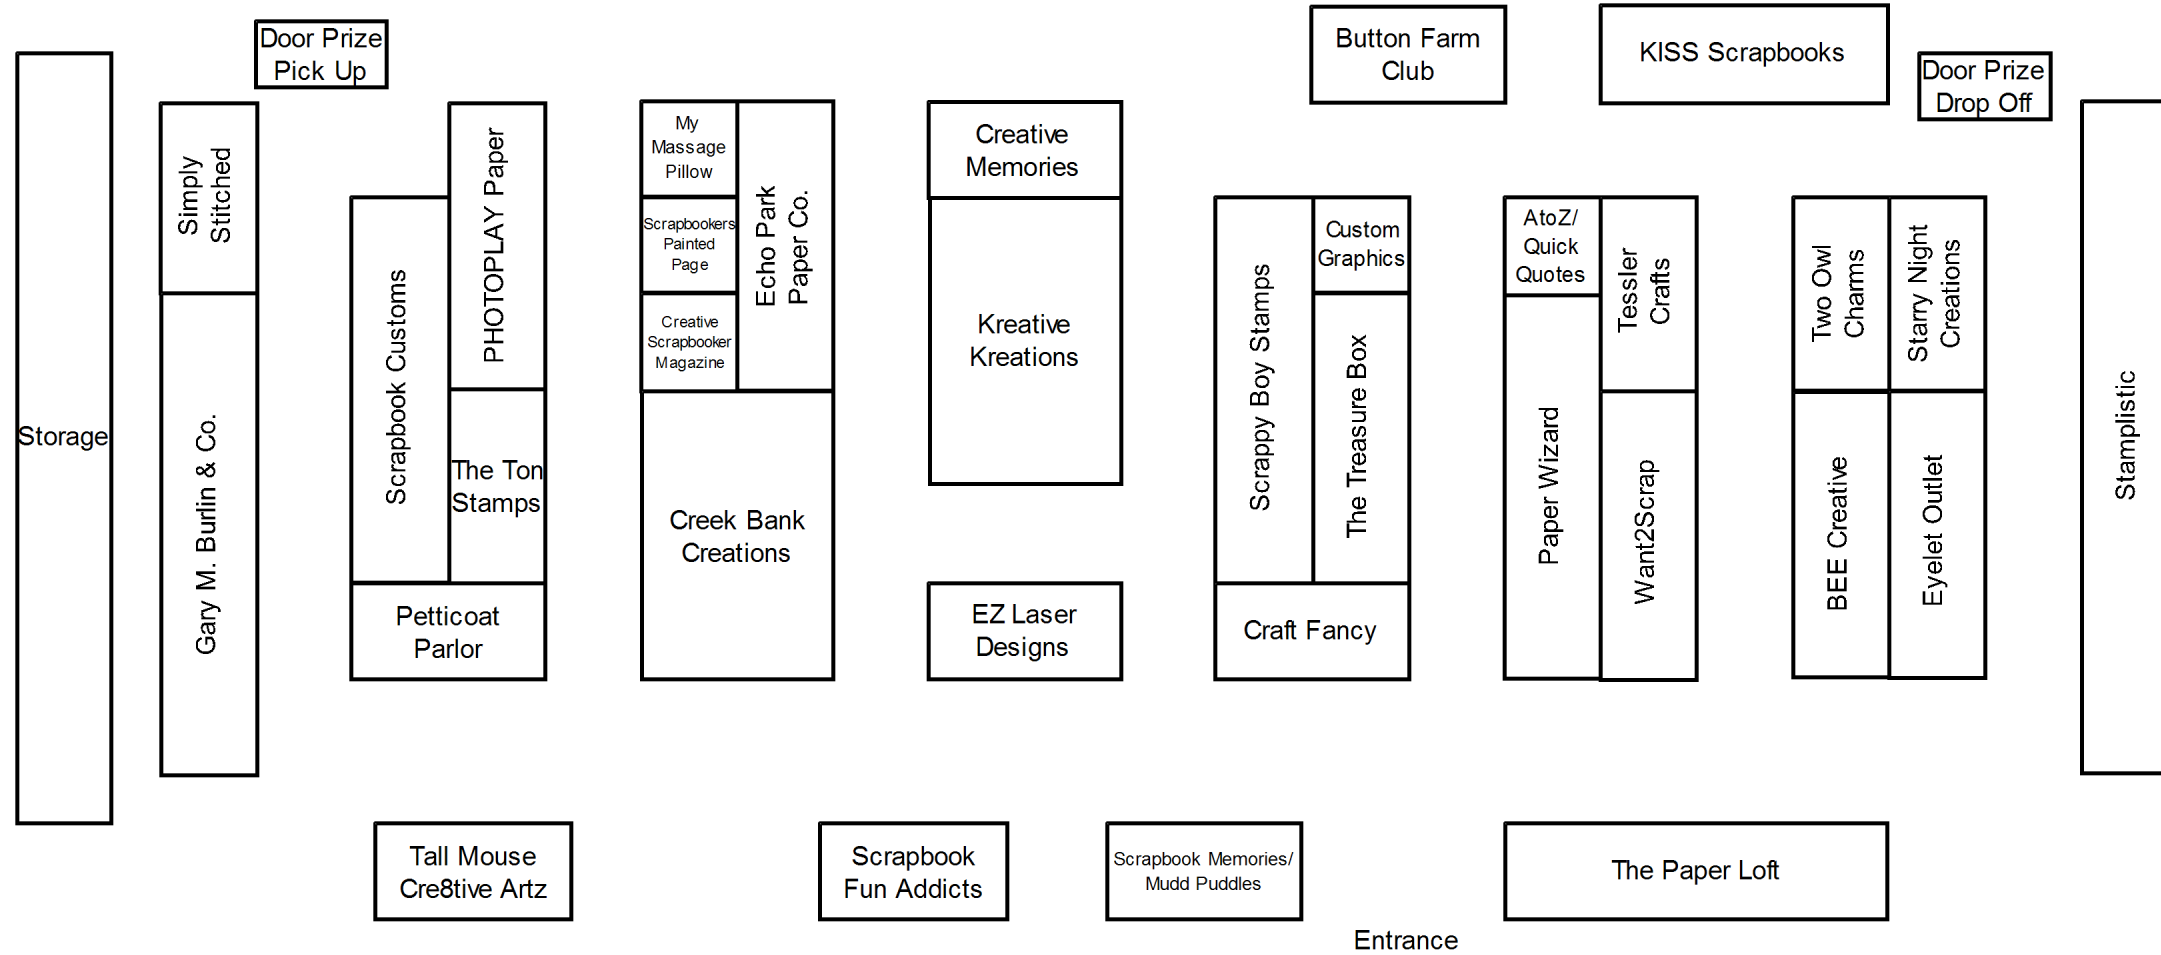 Door Prize
Pick Up
Button Farm
Club
KISS Scrapbooks
Door Prize
Drop Off
Storage
Simply
Stitched
Gary M. Burlin & Co.
Scrapbook Customs
PHOTOPLAY Paper
The Ton
Stamps
Petticoat
Parlor
My
Massage
Pillow
Scrapbookers
Painted
Page
Creative
Scrapbooker
Magazine
Echo Park
Paper Co.
Creek Bank
Creations
Creative
Memories
Kreative
Kreations
EZ Laser
Designs
Scrappy Boy Stamps
Custom
Graphics
The Treasure Box
Craft Fancy
AtoZ/
Quick
Quotes
Paper Wizard
Tessler
Crafts
Want2Scrap
Two Owl
Charms
Starry Night
Creations
BEE Creative
Eyelet Outlet
Stamplistic
Tall Mouse
Cre8tive Artz
Scrapbook
Fun Addicts
Scrapbook Memories/
Mudd Puddles
The Paper Loft
Entrance